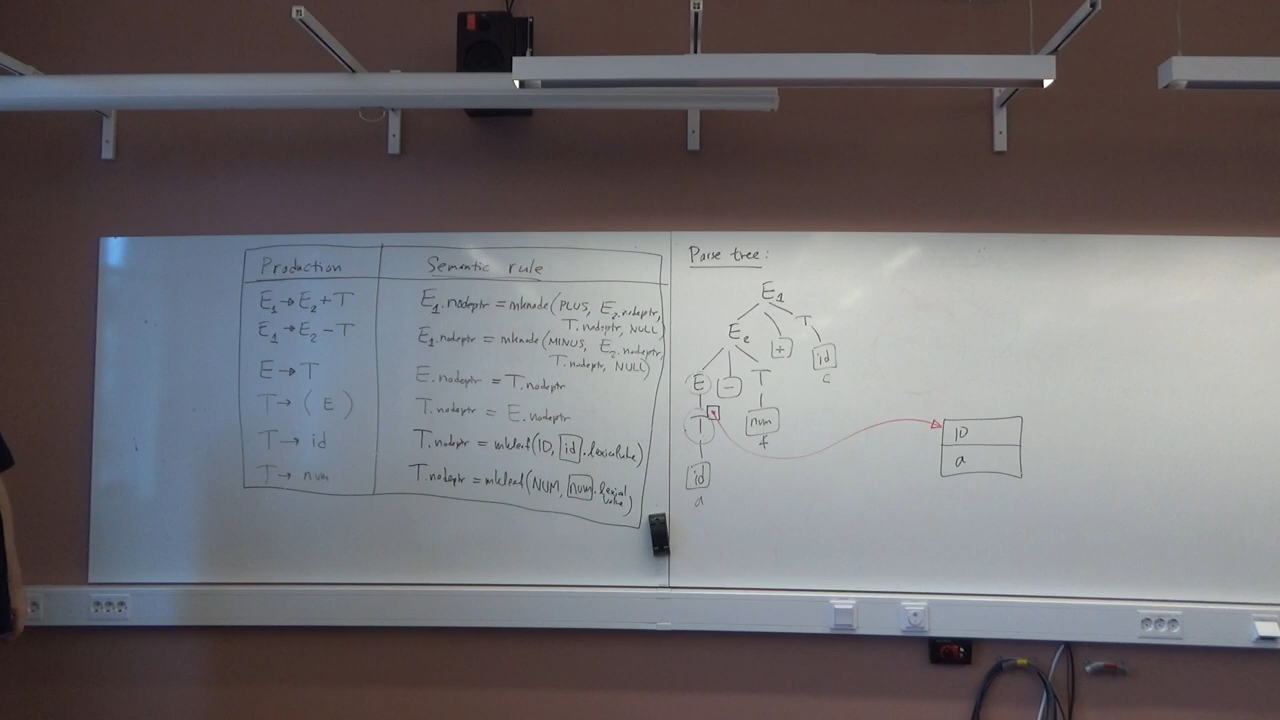 Production
Semantic rule
E₁ → E₂ + T
E₁.nodeptr = mknode(PLUS, E₂.nodeptr,
T.nodeptr, NULL)
E₁ → E₂ - T
E₁.nodeptr = mknode(MINUS, E₂.nodeptr,
T.nodeptr, NULL)
E → T
E.nodeptr = T.nodeptr
T → ( E )
T.nodeptr = E.nodeptr
T → id
T.nodeptr = mkleaf(ID, id.lexicalvalue)
T → num
T.nodeptr = mkleaf(NUM, num.lexical
value)
Parse tree:
E₁
E₂ + T
id
c
E - T
T
num
f
id
a
ID
a